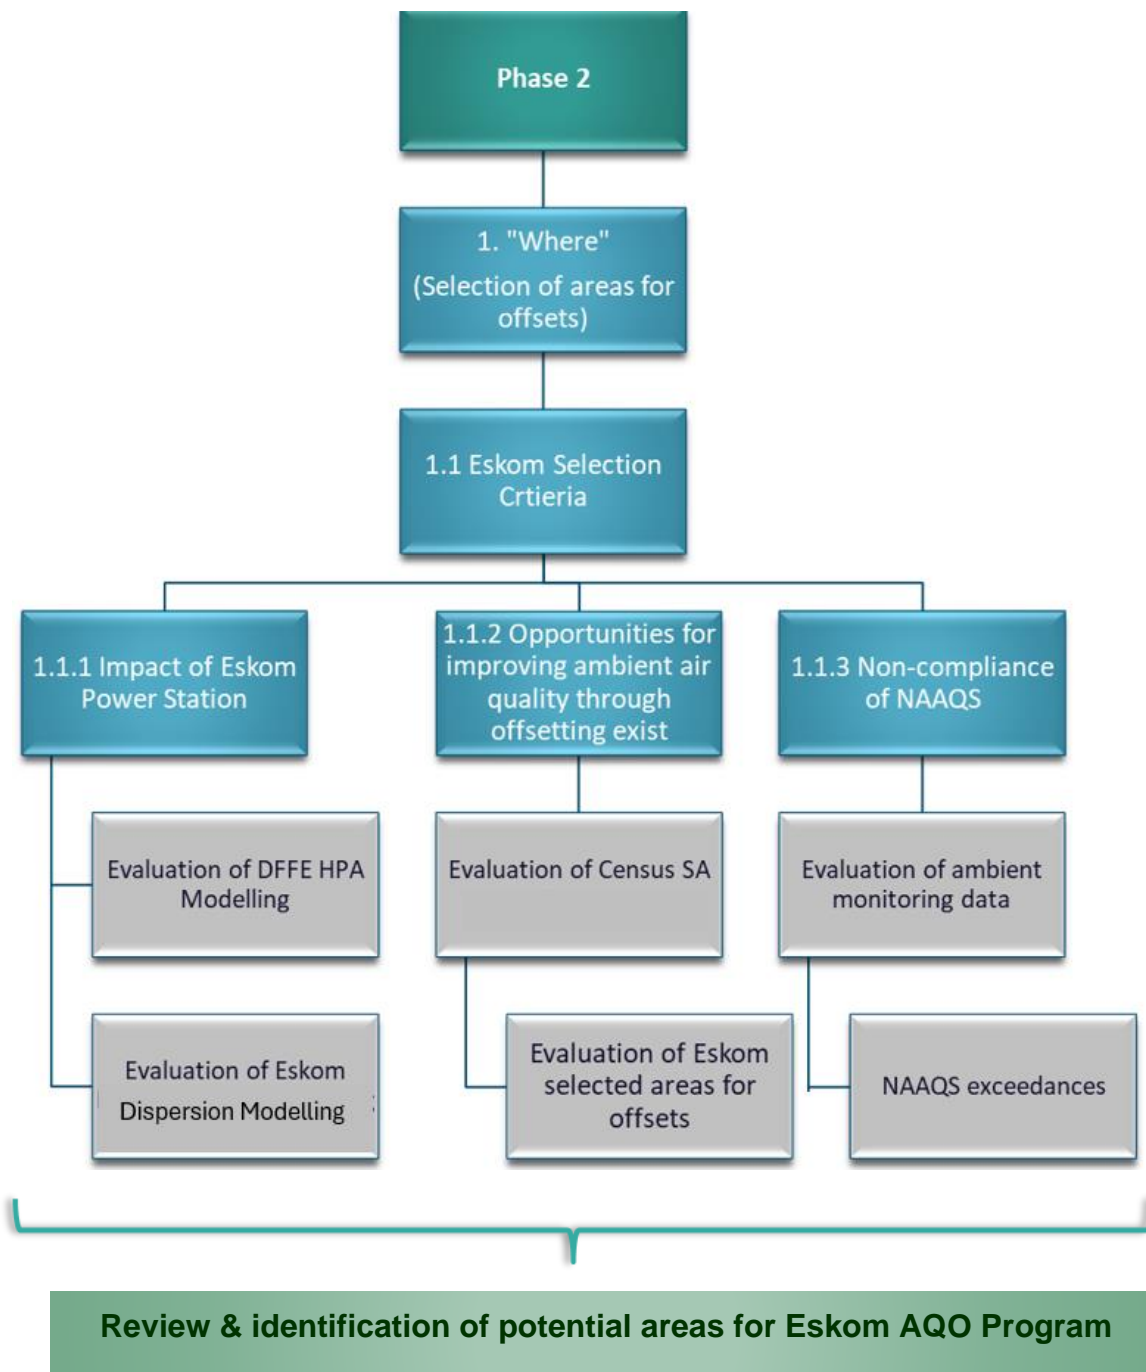 Phase 2
1. "Where"
(Selection of areas for
offsets)
1.1 Eskom Selection
Crtieria
1.1.1 Impact of Eskom
Power Station
1.1.2 Opportunities for
improving ambient air
quality through
offsetting exist
1.1.3 Non-compliance
of NAAQS
Evaluation of DFFE HPA
Modelling
Evaluation of Census SA
Evaluation of ambient
monitoring data
Evaluation of Eskom
Dispersion Modelling
Evaluation of Eskom
selected areas for
offsets
NAAQS exceedances
Review & identification of potential areas for Eskom AQO Program